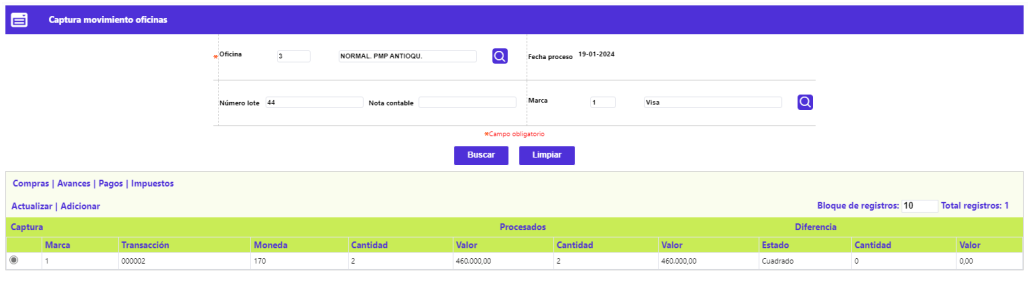 Captura movimiento oficinas
*Oficina 3 NORMAL. PMP ANTIOQU. Fecha proceso 19-01-2024
Número lote 44 Nota contable Marca 1 Visa
*Campo obligatorio
Buscar Limpiar
Compras | Avances | Pagos | Impuestos
Actualizar | Adicionar Bloque de registros: 10 Total registros: 1
Captura Procesados Diferencia
Marca Transacción Moneda Cantidad Valor Cantidad Valor Estado Cantidad Valor
1 000002 170 2 460.000,00 2 460.000,00 Cuadrado 0 0,00